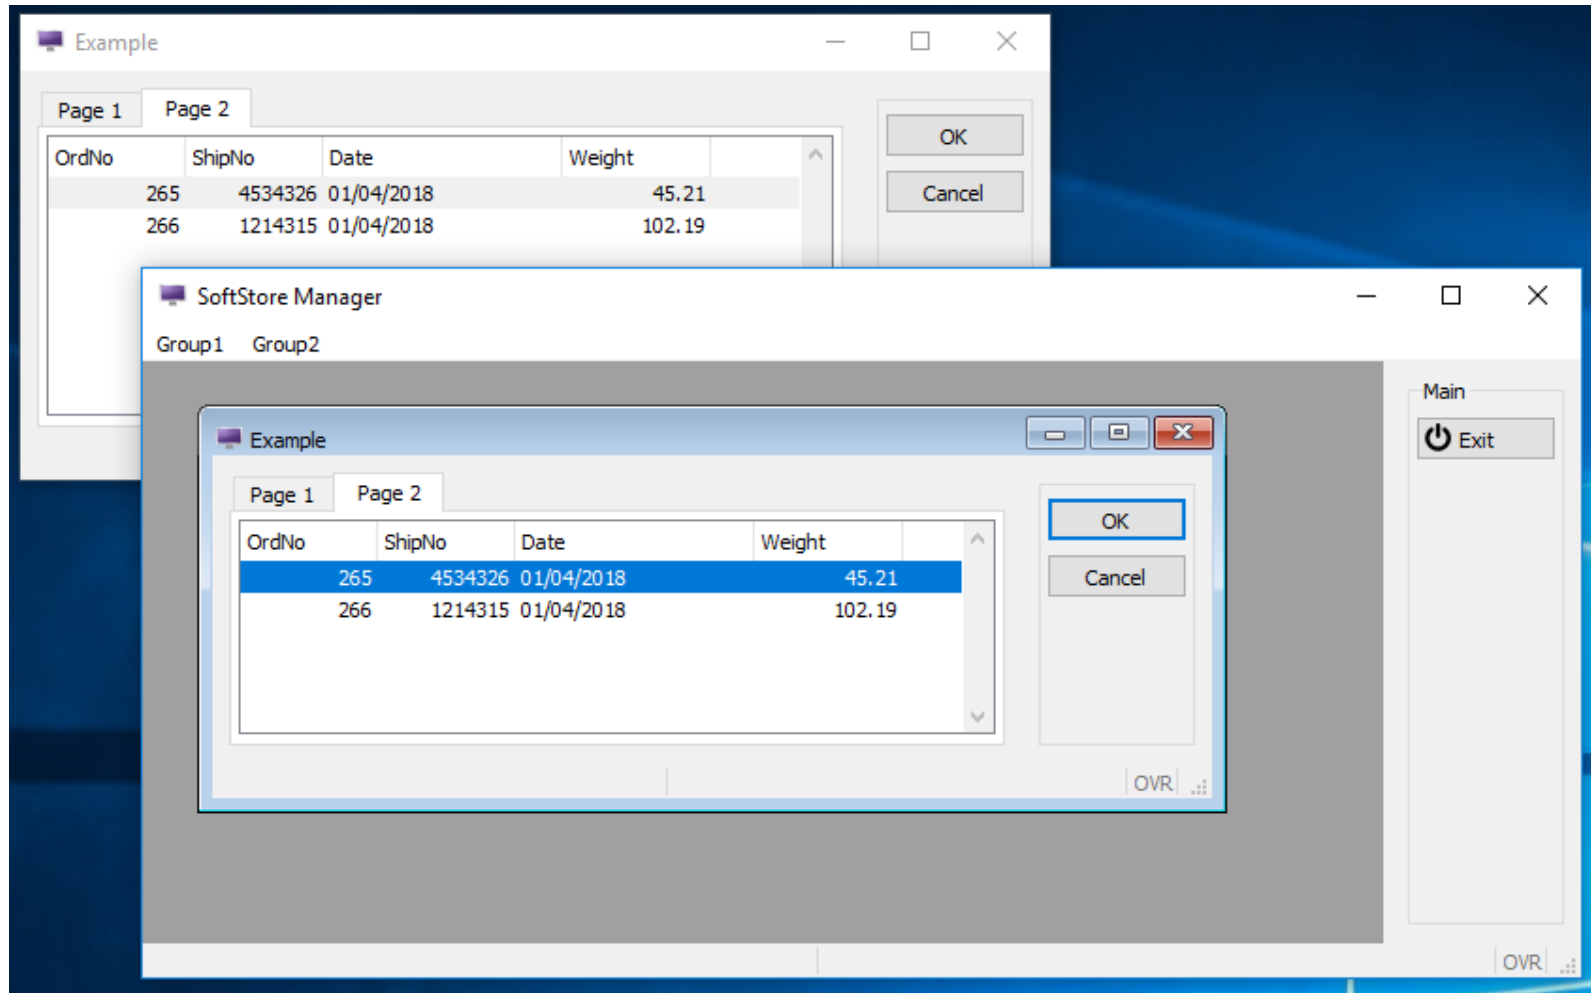 Example
Page 1 Page 2
OrdNo ShipNo Date Weight
265 4534326 01/04/2018 45.21
266 1214315 01/04/2018 102.19
OK
Cancel
SoftStore Manager
Group1 Group2
Example
Page 1 Page 2
OrdNo ShipNo Date Weight
265 4534326 01/04/2018 45.21
266 1214315 01/04/2018 102.19
OK
Cancel
OVR
Main
Exit
OVR